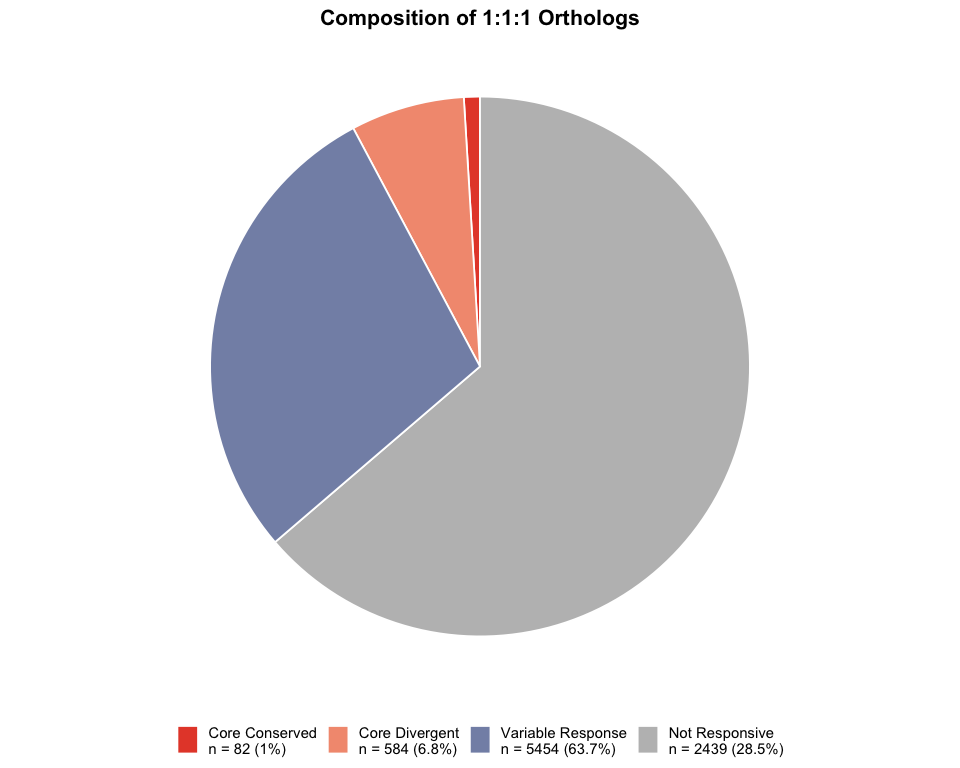 Composition of 1:1:1 Orthologs
Core Conserved
n = 82 (1%)
Core Divergent
n = 584 (6.8%)
Variable Response
n = 5454 (63.7%)
Not Responsive
n = 2439 (28.5%)